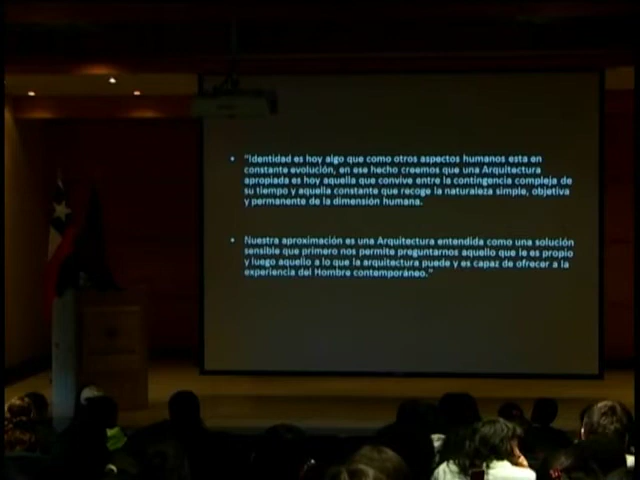 • "Identidad es hoy algo que como otros aspectos humanos esta en
constante evolución, en ese hecho creemos que una Arquitectura
apropiada es hoy aquella que convive entre la contingencia compleja de
su tiempo y aquella constante que recoge la naturaleza simple, objetiva
y permanente de la dimensión humana.
• Nuestra aproximación es una Arquitectura entendida como una solución
sensible que primero nos permite preguntarnos aquello que le es propio
y luego aquello a lo que la arquitectura puede y es capaz de ofrecer a la
experiencia del Hombre contemporáneo."